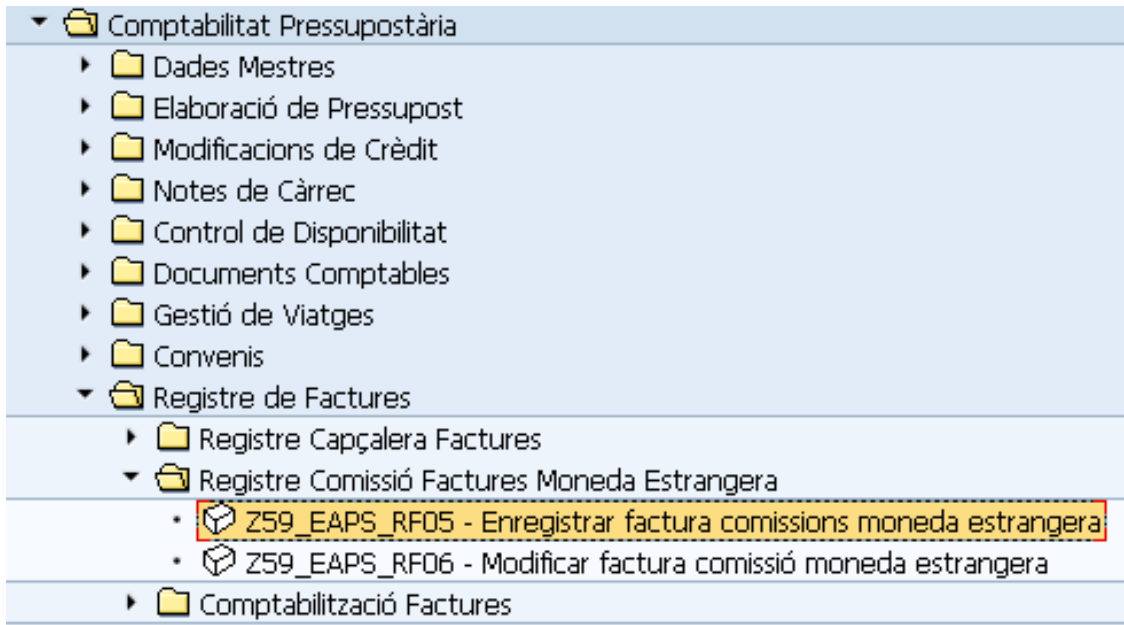 Comptabilitat Pressupostària
Dades Mestres
Elaboració de Pressupost
Modificacions de Crèdit
Notes de Càrrec
Control de Disponibilitat
Documents Comptables
Gestió de Viatges
Convenis
Registre de Factures
Registre Capçalera Factures
Registre Comissió Factures Moneda Estrangera
Z59_EAPS_RF05 - Enregistrar factura comissions moneda estrangera
Z59_EAPS_RF06 - Modificar factura comissió moneda estrangera
Comptabilització Factures